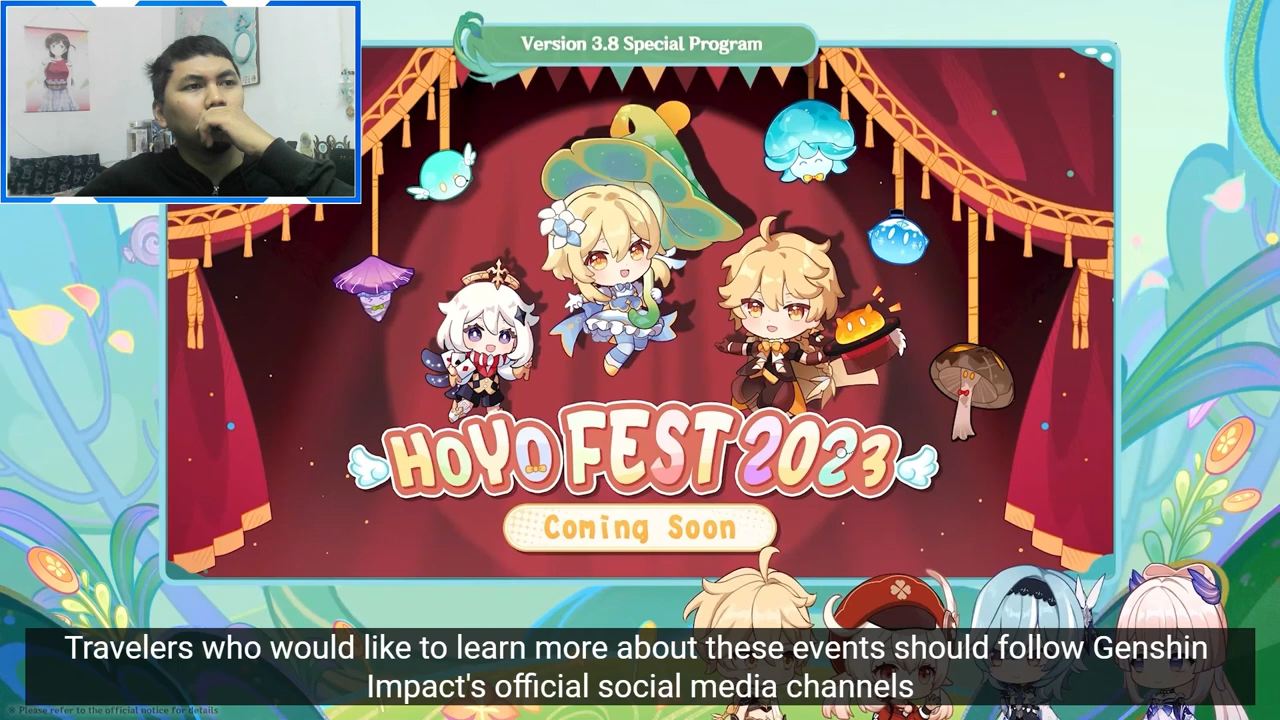 Version 3.8 Special Program
HOYO FEST 2023
Coming Soon
Travelers who would like to learn more about these events should follow Genshin
Impact's official social media channels
※ Please refer to the official notice for details